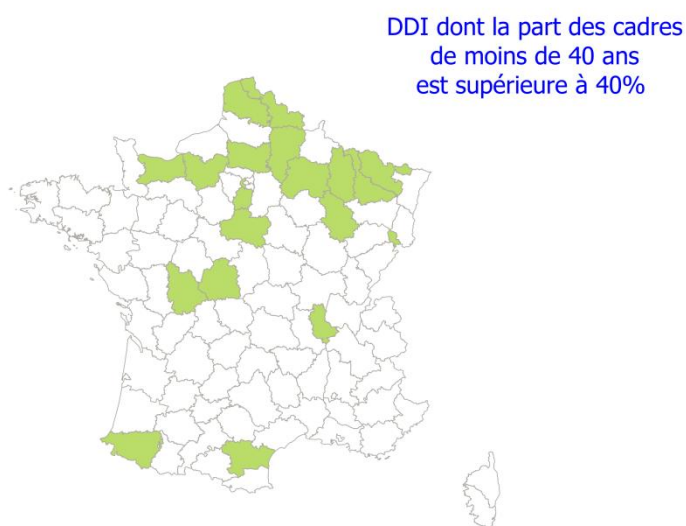 DDI dont la part des cadres
de moins de 40 ans
est supérieure à 40%